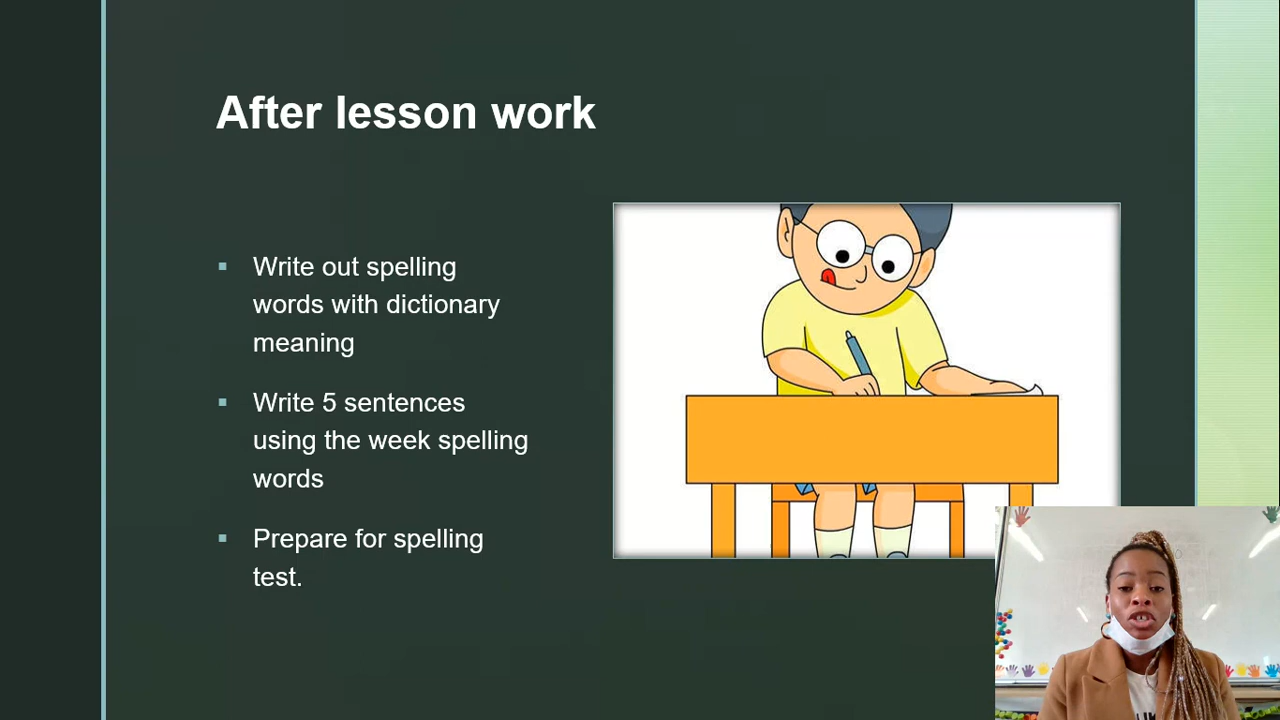 After lesson work
▪ Write out spelling
words with dictionary
meaning
▪ Write 5 sentences
using the week spelling
words
▪ Prepare for spelling
test.